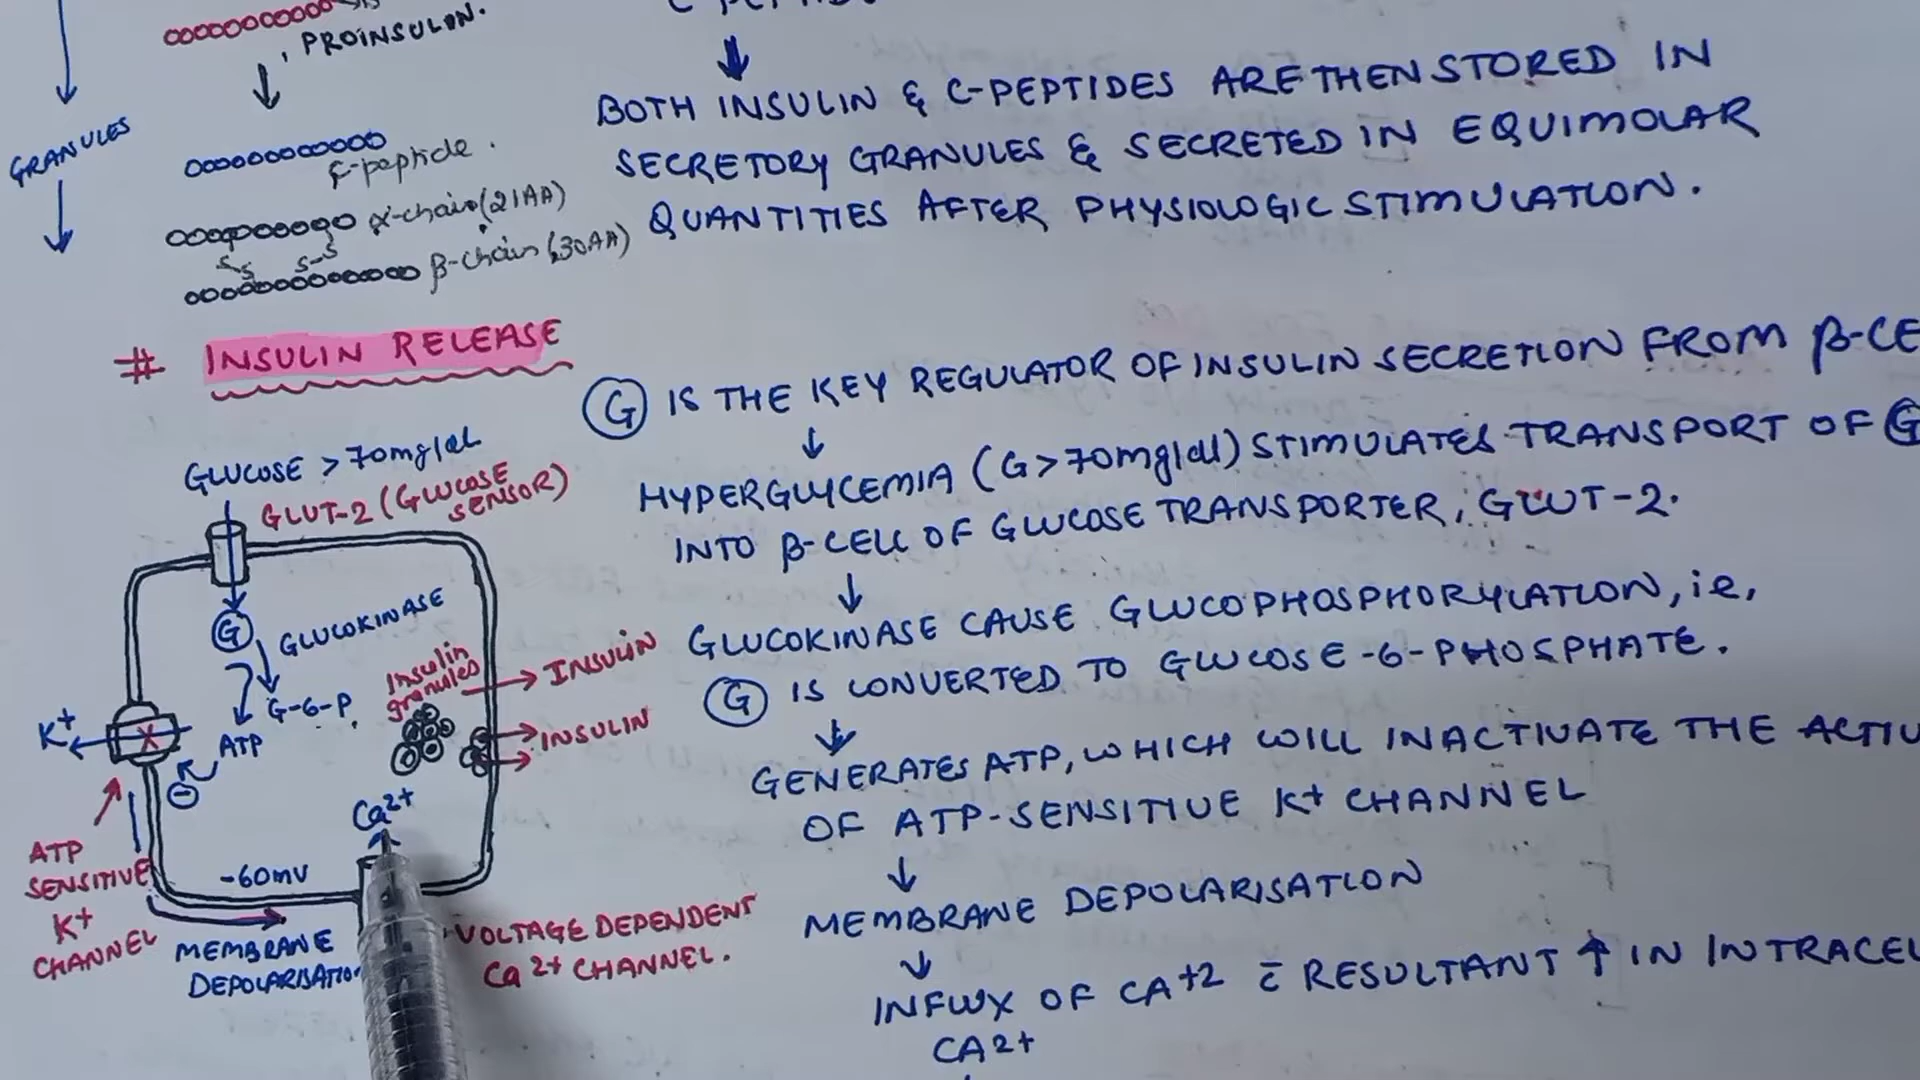 PROINSULIN.
GRANULES
C-peptide.
α-chain (21AA)
S S S-S
β-chain (30AA)
BOTH INSULIN & C-PEPTIDES ARE THEN STORED IN
SECRETORY GRANULES & SECRETED IN EQUIMOLAR
QUANTITIES AFTER PHYSIOLOGIC STIMULATION.
# INSULIN RELEASE
GLUCOSE > 70mg/dl
GLUT-2 (GLUCOSE
SENSOR)
G
GLUCOKINASE
G-6-P.
ATP
K+
X
Insulin
granules
INSULIN
INSULIN
Ca2+
ATP
SENSITIVE
K+
CHANNEL
-60mV
MEMBRANE
DEPOLARISATION
VOLTAGE DEPENDENT
Ca2+ CHANNEL.
G IS THE KEY REGULATOR OF INSULIN SECRETION FROM β-CE
HYPERGLYCEMIA (G>70mg/dl) STIMULATES TRANSPORT OF G
INTO β-CELL OF GLUCOSE TRANSPORTER, GLUT-2.
GLUCOKINASE CAUSE GLUCOPHOSPHORYLATION, ie,
G IS CONVERTED TO GLUCOSE-6-PHOSPHATE.
GENERATES ATP, WHICH WILL INACTIVATE THE ACTIV
OF ATP-SENSITIVE K+ CHANNEL
MEMBRANE DEPOLARISATION
INFLUX OF CA+2 c̄ RESULTANT ↑ IN INTRACEL
CA2+